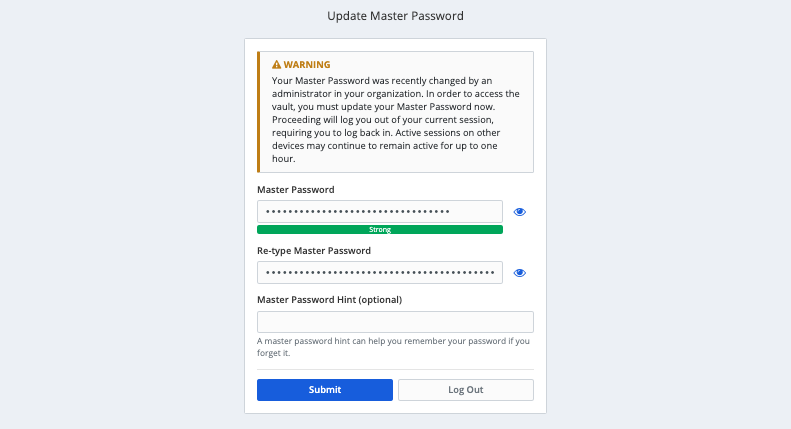 Update Master Password
WARNING
Your Master Password was recently changed by an
administrator in your organization. In order to access the
vault, you must update your Master Password now.
Proceeding will log you out of your current session,
requiring you to log back in. Active sessions on other
devices may continue to remain active for up to one
hour.
Master Password
Strong
Re-type Master Password
Master Password Hint (optional)
A master password hint can help you remember your password if you
forget it.
Submit
Log Out